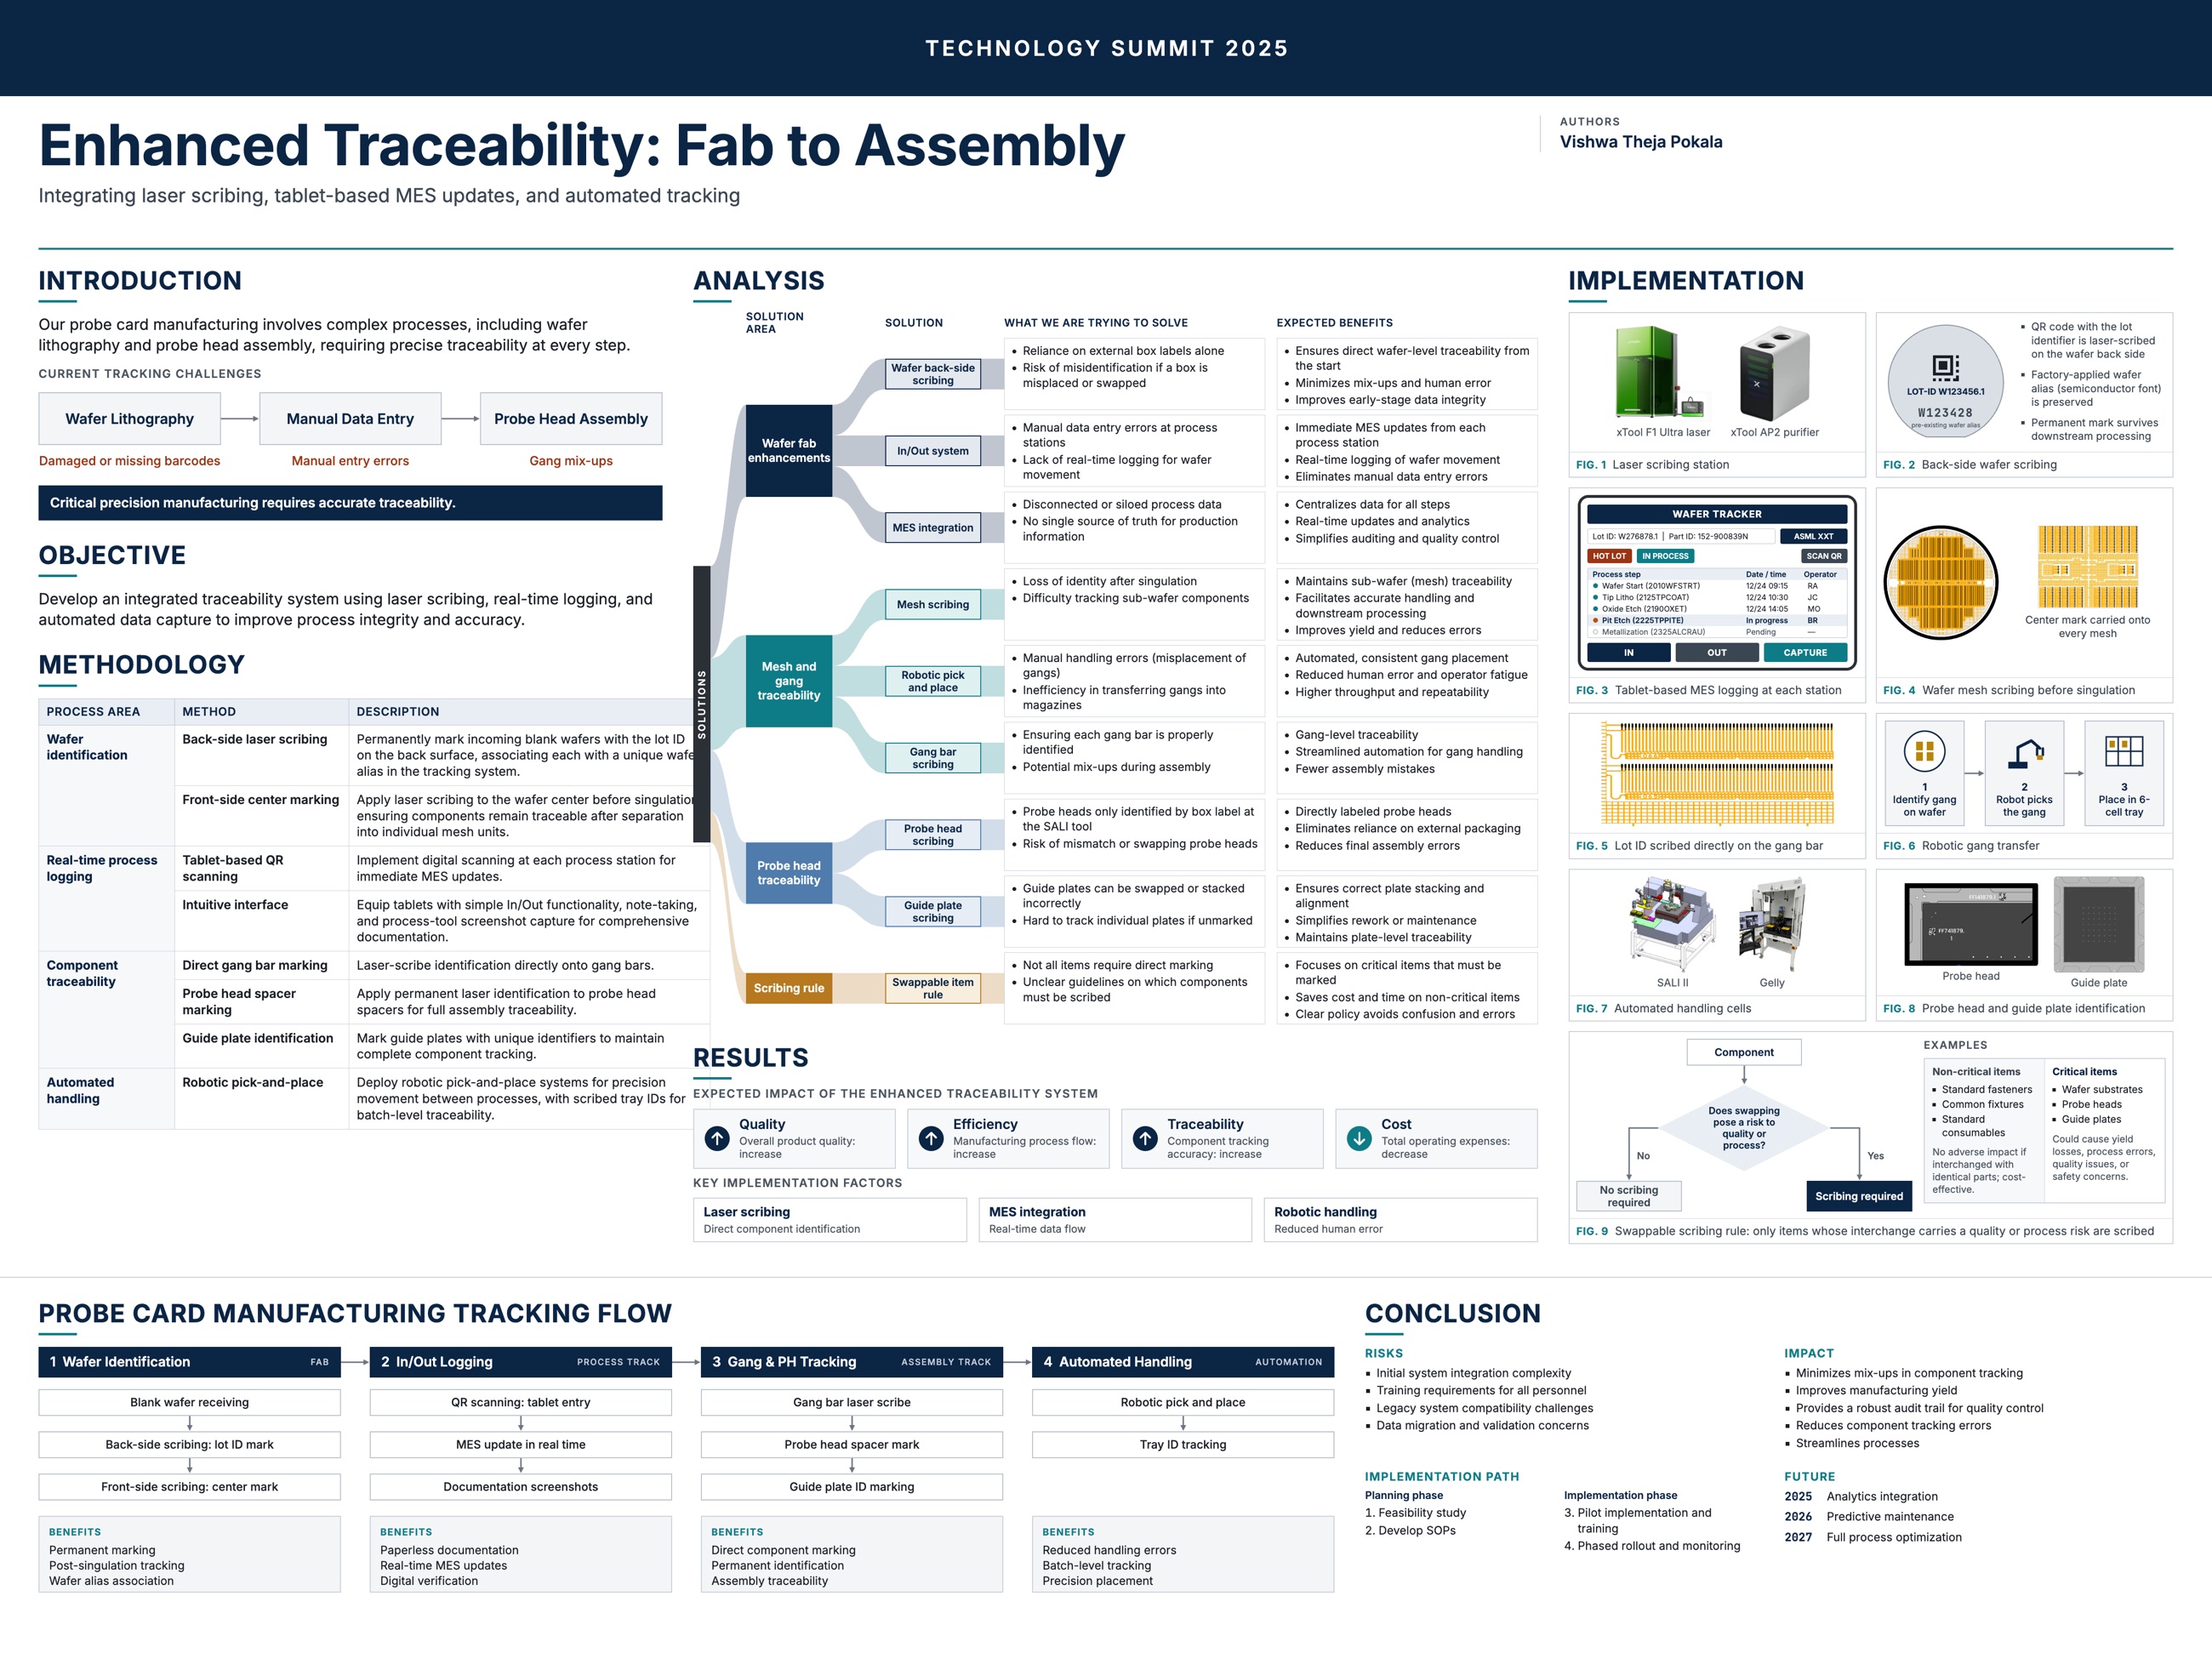 TECHNOLOGY SUMMIT 2025
Enhanced Traceability: Fab to Assembly
Integrating laser scribing, tablet-based MES updates, and automated tracking
AUTHORS
Vishwa Theja Pokala
INTRODUCTION
Our probe card manufacturing involves complex processes, including wafer
lithography and probe head assembly, requiring precise traceability at every step.
CURRENT TRACKING CHALLENGES
Wafer Lithography
Manual Data Entry
Probe Head Assembly
Damaged or missing barcodes
Manual entry errors
Gang mix-ups
Critical precision manufacturing requires accurate traceability.
OBJECTIVE
Develop an integrated traceability system using laser scribing, real-time logging, and
automated data capture to improve process integrity and accuracy.
METHODOLOGY
PROCESS AREA
METHOD
DESCRIPTION
Wafer
identification
Back-side laser scribing
Permanently mark incoming blank wafers with the lot ID
on the back surface, associating each with a unique wafe
alias in the tracking system.
Front-side center marking
Apply laser scribing to the wafer center before singulation
ensuring components remain traceable after separation
into individual mesh units.
Real-time process
logging
Tablet-based QR
scanning
Implement digital scanning at each process station for
immediate MES updates.
Intuitive interface
Equip tablets with simple In/Out functionality, note-taking,
and process-tool screenshot capture for comprehensive
documentation.
Component
traceability
Direct gang bar marking
Laser-scribe identification directly onto gang bars.
Probe head spacer
marking
Apply permanent laser identification to probe head
spacers for full assembly traceability.
Guide plate identification
Mark guide plates with unique identifiers to maintain
complete component tracking.
Automated
handling
Robotic pick-and-place
Deploy robotic pick-and-place systems for precision
movement between processes, with scribed tray IDs for
batch-level traceability.
ANALYSIS
SOLUTION
AREA
SOLUTION
WHAT WE ARE TRYING TO SOLVE
EXPECTED BENEFITS
SOLUTIONS
Wafer fab
enhancements
Wafer back-side
scribing
• Reliance on external box labels alone
• Risk of misidentification if a box is
misplaced or swapped
• Ensures direct wafer-level traceability from
the start
• Minimizes mix-ups and human error
• Improves early-stage data integrity
In/Out system
• Manual data entry errors at process
stations
• Lack of real-time logging for wafer
movement
• Immediate MES updates from each
process station
• Real-time logging of wafer movement
• Eliminates manual data entry errors
MES integration
• Disconnected or siloed process data
• No single source of truth for production
information
• Centralizes data for all steps
• Real-time updates and analytics
• Simplifies auditing and quality control
Mesh and
gang
traceability
Mesh scribing
• Loss of identity after singulation
• Difficulty tracking sub-wafer components
• Maintains sub-wafer (mesh) traceability
• Facilitates accurate handling and
downstream processing
• Improves yield and reduces errors
Robotic pick
and place
• Manual handling errors (misplacement of
gangs)
• Inefficiency in transferring gangs into
magazines
• Automated, consistent gang placement
• Reduced human error and operator fatigue
• Higher throughput and repeatability
Gang bar
scribing
• Ensuring each gang bar is properly
identified
• Potential mix-ups during assembly
• Gang-level traceability
• Streamlined automation for gang handling
• Fewer assembly mistakes
Probe head
traceability
Probe head
scribing
• Probe heads only identified by box label at
the SALI tool
• Risk of mismatch or swapping probe heads
• Directly labeled probe heads
• Eliminates reliance on external packaging
• Reduces final assembly errors
Guide plate
scribing
• Guide plates can be swapped or stacked
incorrectly
• Hard to track individual plates if unmarked
• Ensures correct plate stacking and
alignment
• Simplifies rework or maintenance
• Maintains plate-level traceability
Scribing rule
Swappable item
rule
• Not all items require direct marking
• Unclear guidelines on which components
must be scribed
• Focuses on critical items that must be
marked
• Saves cost and time on non-critical items
• Clear policy avoids confusion and errors
RESULTS
EXPECTED IMPACT OF THE ENHANCED TRACEABILITY SYSTEM
Quality
Overall product quality:
increase
Efficiency
Manufacturing process flow:
increase
Traceability
Component tracking
accuracy: increase
Cost
Total operating expenses:
decrease
KEY IMPLEMENTATION FACTORS
Laser scribing
Direct component identification
MES integration
Real-time data flow
Robotic handling
Reduced human error
IMPLEMENTATION
xTool F1 Ultra laser
xTool AP2 purifier
FIG. 1 Laser scribing station
LOT-ID W123456.1
W123428
pre-existing wafer alias
▪ QR code with the lot
identifier is laser-scribed
on the wafer back side
▪ Factory-applied wafer
alias (semiconductor font)
is preserved
▪ Permanent mark survives
downstream processing
FIG. 2 Back-side wafer scribing
WAFER TRACKER
Lot ID: W276878.1 | Part ID: 152-900839N
ASML XXT
HOT LOT
IN PROCESS
SCAN QR
Process step Date / time Operator
Wafer Start (2010WFSTRT) 12/24 09:15 RA
Tip Litho (2125TPCOAT) 12/24 10:30 JC
Oxide Etch (2190OXET) 12/24 14:05 MO
Pit Etch (2225TPPITE) In progress BR
Metallization (2325ALCRAU) Pending —
IN
OUT
CAPTURE
FIG. 3 Tablet-based MES logging at each station
Center mark carried onto
every mesh
FIG. 4 Wafer mesh scribing before singulation
FIG. 5 Lot ID scribed directly on the gang bar
1
Identify gang
on wafer
2
Robot picks
the gang
3
Place in 6-
cell tray
FIG. 6 Robotic gang transfer
SALI II
Gelly
FIG. 7 Automated handling cells
Probe head
Guide plate
FIG. 8 Probe head and guide plate identification
Component
Does swapping
pose a risk to
quality or
process?
No
Yes
No scribing
required
Scribing required
EXAMPLES
Non-critical items
▪ Standard fasteners
▪ Common fixtures
▪ Standard
consumables
No adverse impact if
interchanged with
identical parts; cost-
effective.
Critical items
▪ Wafer substrates
▪ Probe heads
▪ Guide plates
Could cause yield
losses, process errors,
quality issues, or
safety concerns.
FIG. 9 Swappable scribing rule: only items whose interchange carries a quality or process risk are scribed
PROBE CARD MANUFACTURING TRACKING FLOW
1 Wafer Identification FAB
Blank wafer receiving
Back-side scribing: lot ID mark
Front-side scribing: center mark
BENEFITS
Permanent marking
Post-singulation tracking
Wafer alias association
2 In/Out Logging PROCESS TRACK
QR scanning: tablet entry
MES update in real time
Documentation screenshots
BENEFITS
Paperless documentation
Real-time MES updates
Digital verification
3 Gang & PH Tracking ASSEMBLY TRACK
Gang bar laser scribe
Probe head spacer mark
Guide plate ID marking
BENEFITS
Direct component marking
Permanent identification
Assembly traceability
4 Automated Handling AUTOMATION
Robotic pick and place
Tray ID tracking
BENEFITS
Reduced handling errors
Batch-level tracking
Precision placement
CONCLUSION
RISKS
▪ Initial system integration complexity
▪ Training requirements for all personnel
▪ Legacy system compatibility challenges
▪ Data migration and validation concerns
IMPACT
▪ Minimizes mix-ups in component tracking
▪ Improves manufacturing yield
▪ Provides a robust audit trail for quality control
▪ Reduces component tracking errors
▪ Streamlines processes
IMPLEMENTATION PATH
Planning phase
1. Feasibility study
2. Develop SOPs
Implementation phase
3. Pilot implementation and
training
4. Phased rollout and monitoring
FUTURE
2025 Analytics integration
2026 Predictive maintenance
2027 Full process optimization